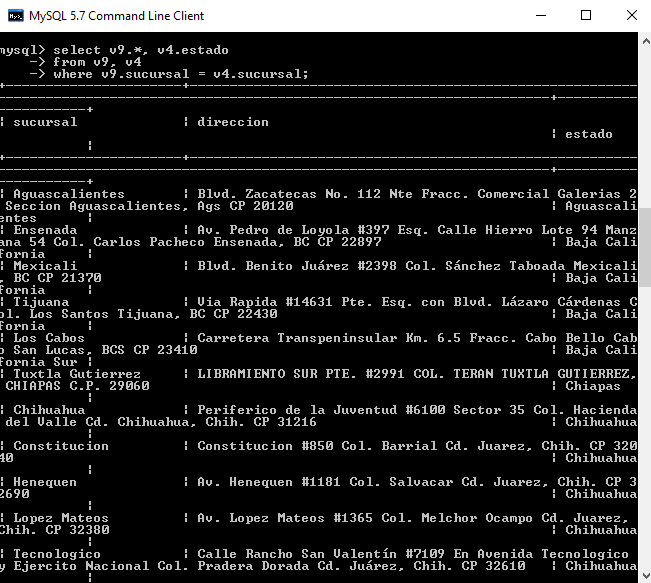 MySQL 5.7 Command Line Client
mysql> select v9.*, v4.estado
-> from v9, v4
-> where v9.sucursal = v4.sucursal;
+-----------------------+----------------------------------------------------------
----------------------------------------------------------------------+-----------
-----------+
| sucursal | direccion
| estado
|
+-----------------------+----------------------------------------------------------
----------------------------------------------------------------------+-----------
-----------+
| Aguascalientes | Blvd. Zacatecas No. 112 Nte Fracc. Comercial Galerias 2
Seccion Aguascalientes, Ags CP 20120 | Aguascali
entes |
| Ensenada | Av. Pedro de Loyola #397 Esq. Calle Hierro Lote 94 Manz
ana 54 Col. Carlos Pacheco Ensenada, BC CP 22897 | Baja Cali
fornia |
| Mexicali | Blvd. Benito Juárez #2398 Col. Sánchez Taboada Mexicali
, BC CP 21370 | Baja Cali
fornia |
| Tijuana | Via Rapida #14631 Pte. Esq. con Blvd. Lázaro Cárdenas C
ol. Los Santos Tijuana, BC CP 22430 | Baja Cali
fornia |
| Los Cabos | Carretera Transpeninsular Km. 6.5 Fracc. Cabo Bello Cab
o San Lucas, BCS CP 23410 | Baja Cali
fornia Sur |
| Tuxtla Gutierrez | LIBRAMIENTO SUR PTE. #2991 COL. TERAN TUXTLA GUTIERREZ,
CHIAPAS C.P. 29060 | Chiapas
|
| Chihuahua | Periferico de la Juventud #6100 Sector 35 Col. Hacienda
del Valle Cd. Chihuahua, Chih. CP 31216 | Chihuahua
|
| Constitucion | Constitucion #850 Col. Barrial Cd. Juarez, Chih. CP 320
40 | Chihuahua
|
| Henequen | Av. Henequen #1181 Col. Salvacar Cd. Juarez, Chih. CP 3
2690 | Chihuahua
|
| Lopez Mateos | Av. Lopez Mateos #1365 Col. Melchor Ocampo Cd. Juarez,
Chih. CP 32380 | Chihuahua
|
| Tecnologico | Calle Rancho San Valentín #7109 En Avenida Tecnologico
y Ejercito Nacional Col. Pradera Dorada Cd. Juárez, Chih. CP 32610 | Chihuahua
|